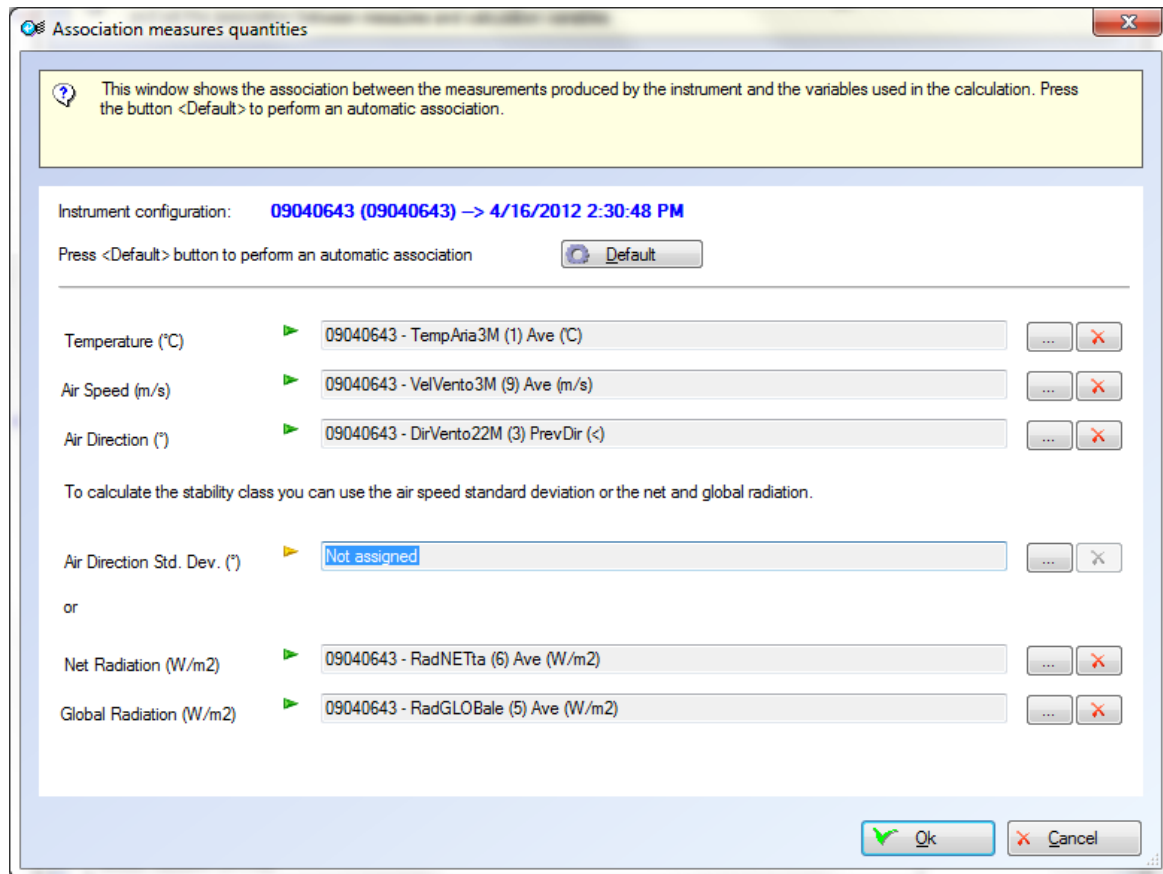 Association measures quantities
This window shows the association between the measurements produced by the instrument and the variables used in the calculation. Press
the button <Default> to perform an automatic association.
Instrument configuration: 09040643 (09040643) --> 4/16/2012 2:30:48 PM
Press <Default> button to perform an automatic association Default
Temperature (°C) 09040643 - TempAria3M (1) Ave (°C) ...
Air Speed (m/s) 09040643 - VelVento3M (9) Ave (m/s) ...
Air Direction (°) 09040643 - DirVento22M (3) PrevDir (<) ...
To calculate the stability class you can use the air speed standard deviation or the net and global radiation.
Air Direction Std. Dev. (°) Not assigned ...
or
Net Radiation (W/m2) 09040643 - RadNETta (6) Ave (W/m2) ...
Global Radiation (W/m2) 09040643 - RadGLOBale (5) Ave (W/m2) ...
Ok Cancel